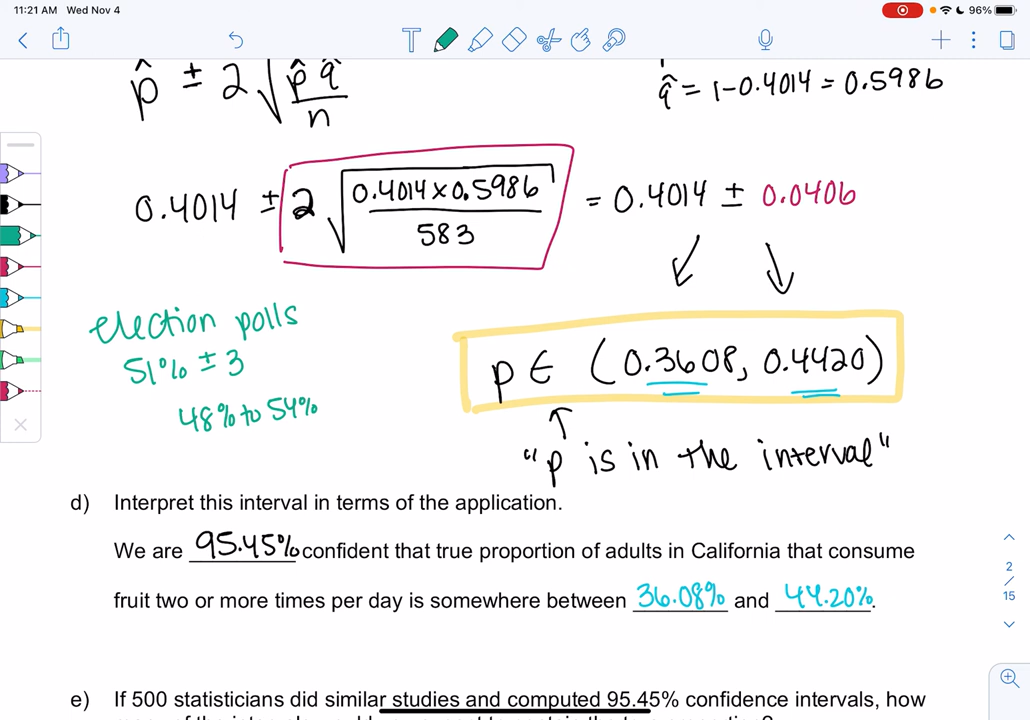 11:21 AM Wed Nov 4
96%
p̂ ± 2 √ p̂ q̂ / n
q̂ = 1-0.4014 = 0.5986
0.4014 ± 2 √ 0.4014 x 0.5986 / 583 = 0.4014 ± 0.0406
election polls
51% ± 3
48% to 54%
p ∈ (0.3608, 0.4420)
"p is in the interval"
d) Interpret this interval in terms of the application.
We are 95.45% confident that true proportion of adults in California that consume
fruit two or more times per day is somewhere between 36.08% and 44.20%.
2
/
15
e) If 500 statisticians did similar studies and computed 95.45% confidence intervals, how